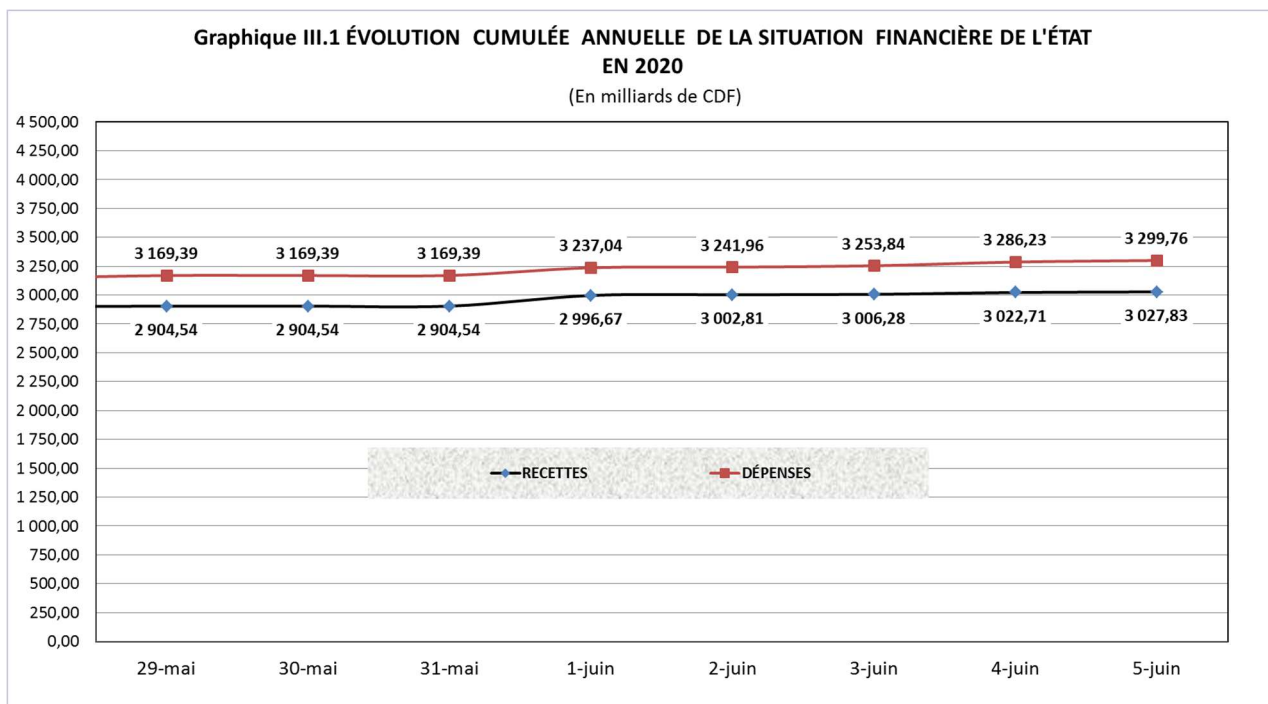 Graphique III.1 ÉVOLUTION CUMULÉE ANNUELLE DE LA SITUATION FINANCIÈRE DE L'ÉTAT
EN 2020
(En milliards de CDF)
4 500,00
4 250,00
4 000,00
3 750,00
3 500,00
3 250,00
3 000,00
2 750,00
2 500,00
2 250,00
2 000,00
1 750,00
1 500,00
1 250,00
1 000,00
750,00
500,00
250,00
0,00
3 169,39 3 169,39 3 169,39 3 237,04 3 241,96 3 253,84 3 286,23 3 299,76
2 904,54 2 904,54 2 904,54 2 996,67 3 002,81 3 006,28 3 022,71 3 027,83
RECETTES DÉPENSES
29-mai 30-mai 31-mai 1-juin 2-juin 3-juin 4-juin 5-juin